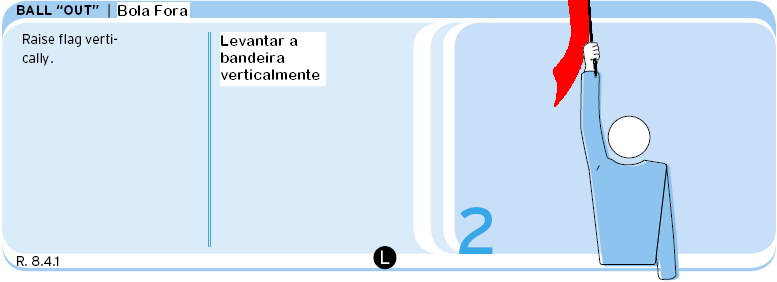 BALL “OUT” | Bola Fora
Raise flag verti-
cally.
Levantar a
bandeira
verticalmente
2
R. 8.4.1
L